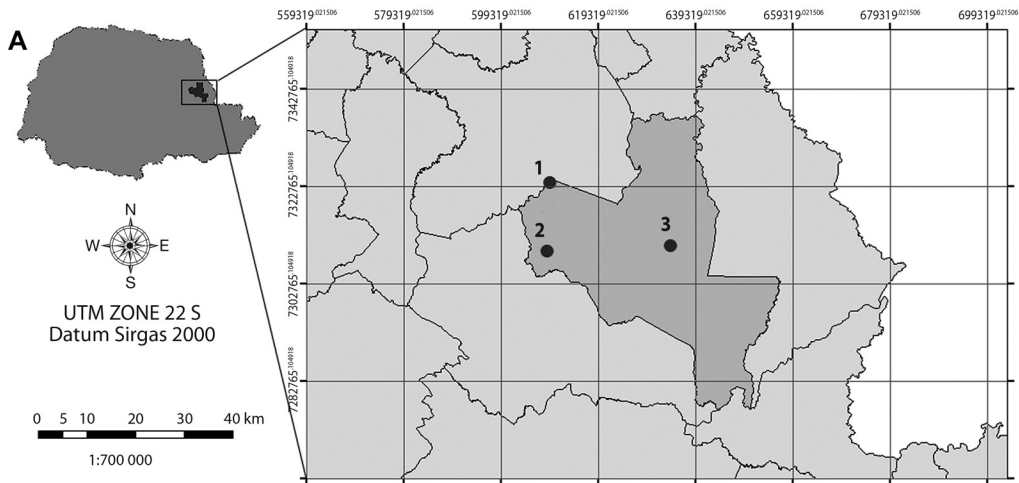 559319.021506 579319.021506 599319.021506 619319.021506 639319.021506 659319.021506 679319.021506 699319.021506
A
7342765.104918
7322765.104918
7302765.104918
7282765.104918
1
2
3
N
W E
S
UTM ZONE 22 S
Datum Sirgas 2000
0 5 10 20 30 40 km
1:700 000